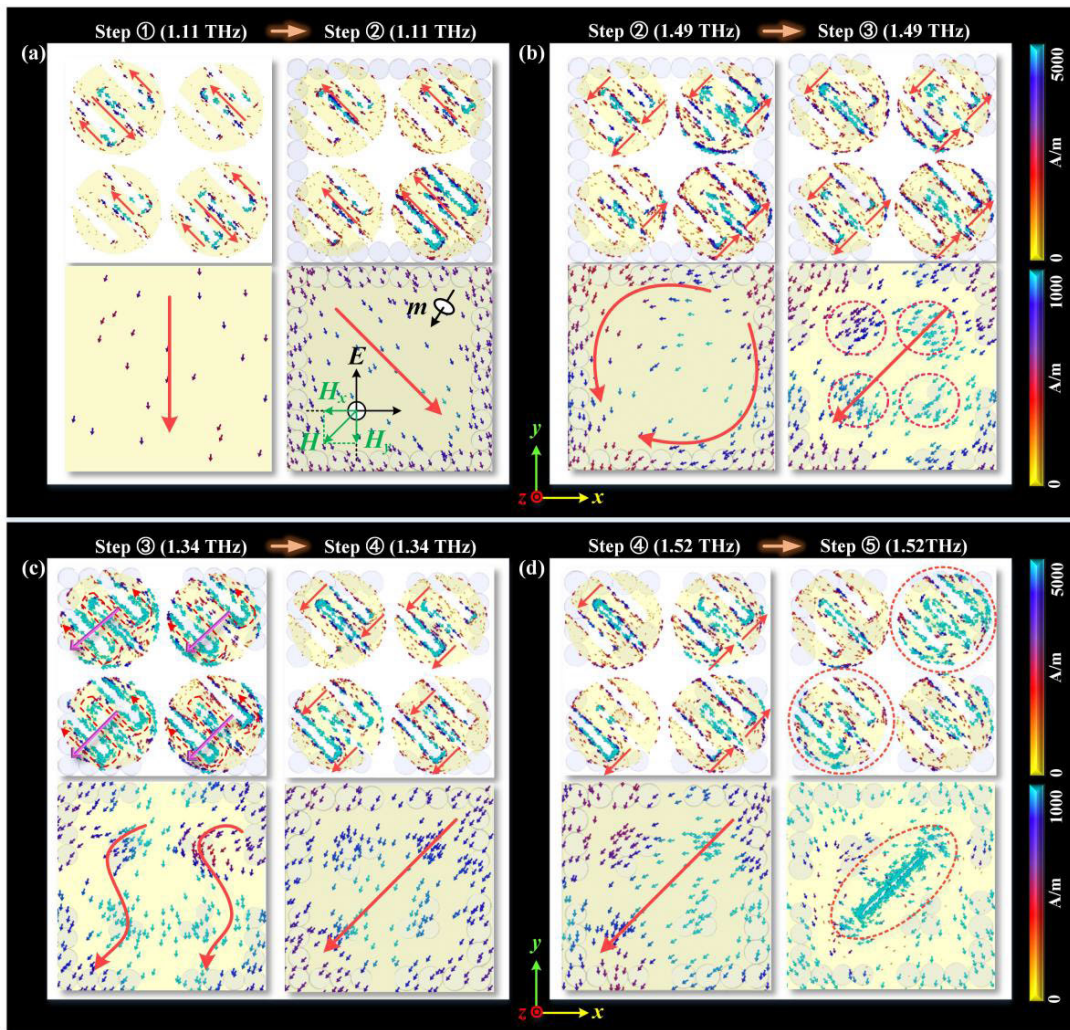 Step ① (1.11 THz) Step ② (1.11 THz)
(a)
m
E
Hx
H
Hy
Step ② (1.49 THz) Step ③ (1.49 THz)
(b)
5000
A/m
0
1000
A/m
0
y
z x
Step ③ (1.34 THz) Step ④ (1.34 THz)
(c)
Step ④ (1.52 THz) Step ⑤ (1.52THz)
(d)
5000
A/m
0
1000
A/m
0
y
z x